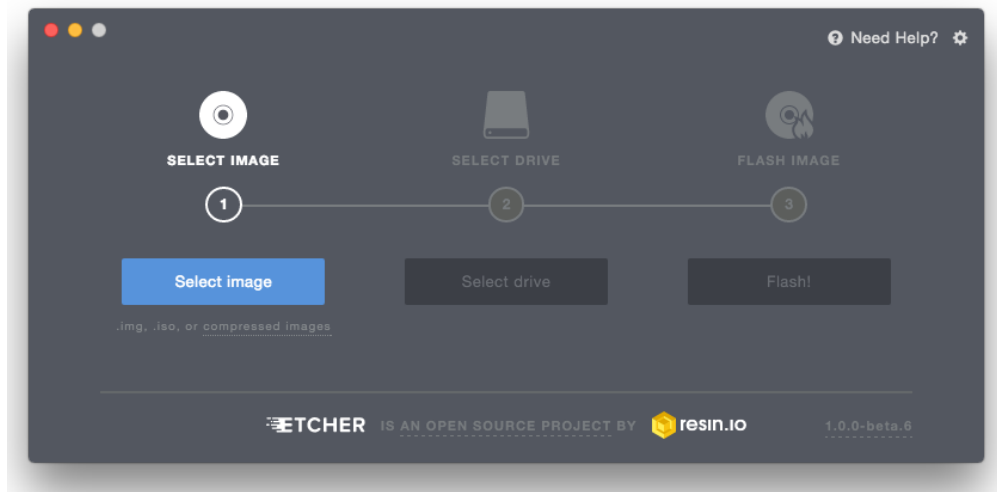 Need Help?
SELECT IMAGE
SELECT DRIVE
FLASH IMAGE
1
2
3
Select image
Select drive
Flash!
.img, .iso, or compressed images
ETCHER IS AN OPEN SOURCE PROJECT BY resin.io
1.0.0-beta.6